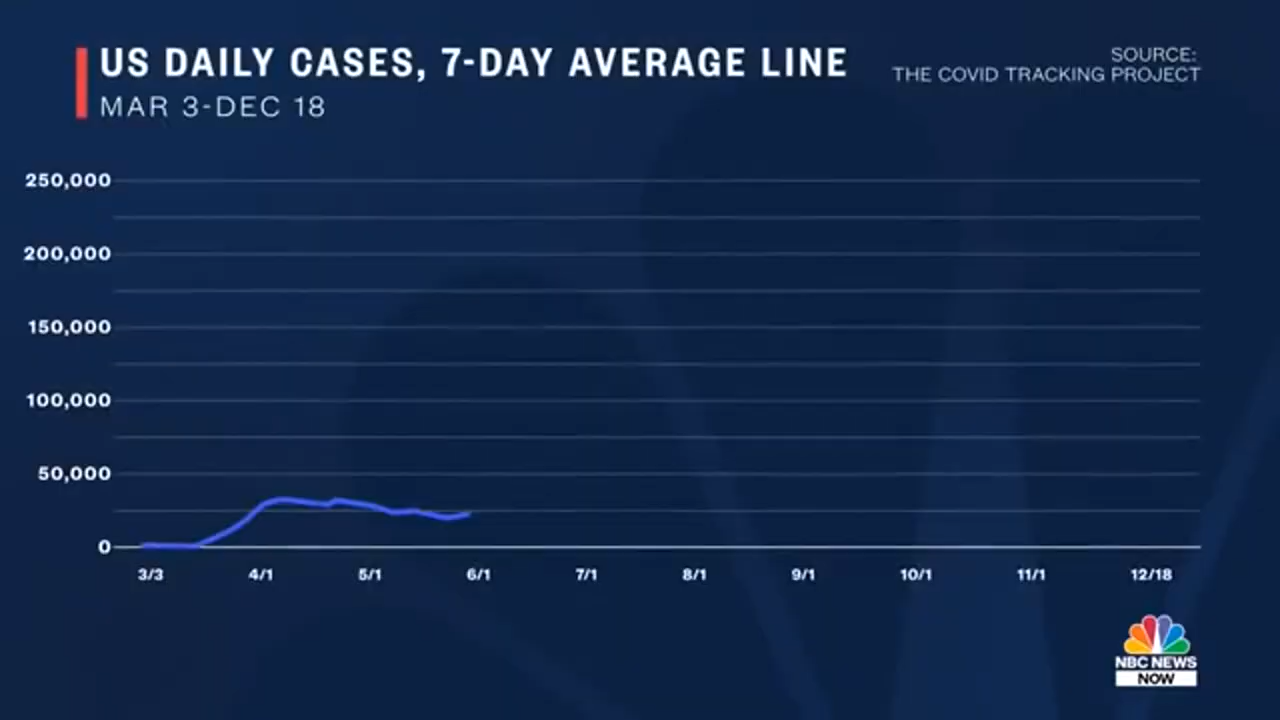 US DAILY CASES, 7-DAY AVERAGE LINE
MAR 3-DEC 18
SOURCE:
THE COVID TRACKING PROJECT
250,000
200,000
150,000
100,000
50,000
0
3/3 4/1 5/1 6/1 7/1 8/1 9/1 10/1 11/1 12/18
NBC NEWS
NOW